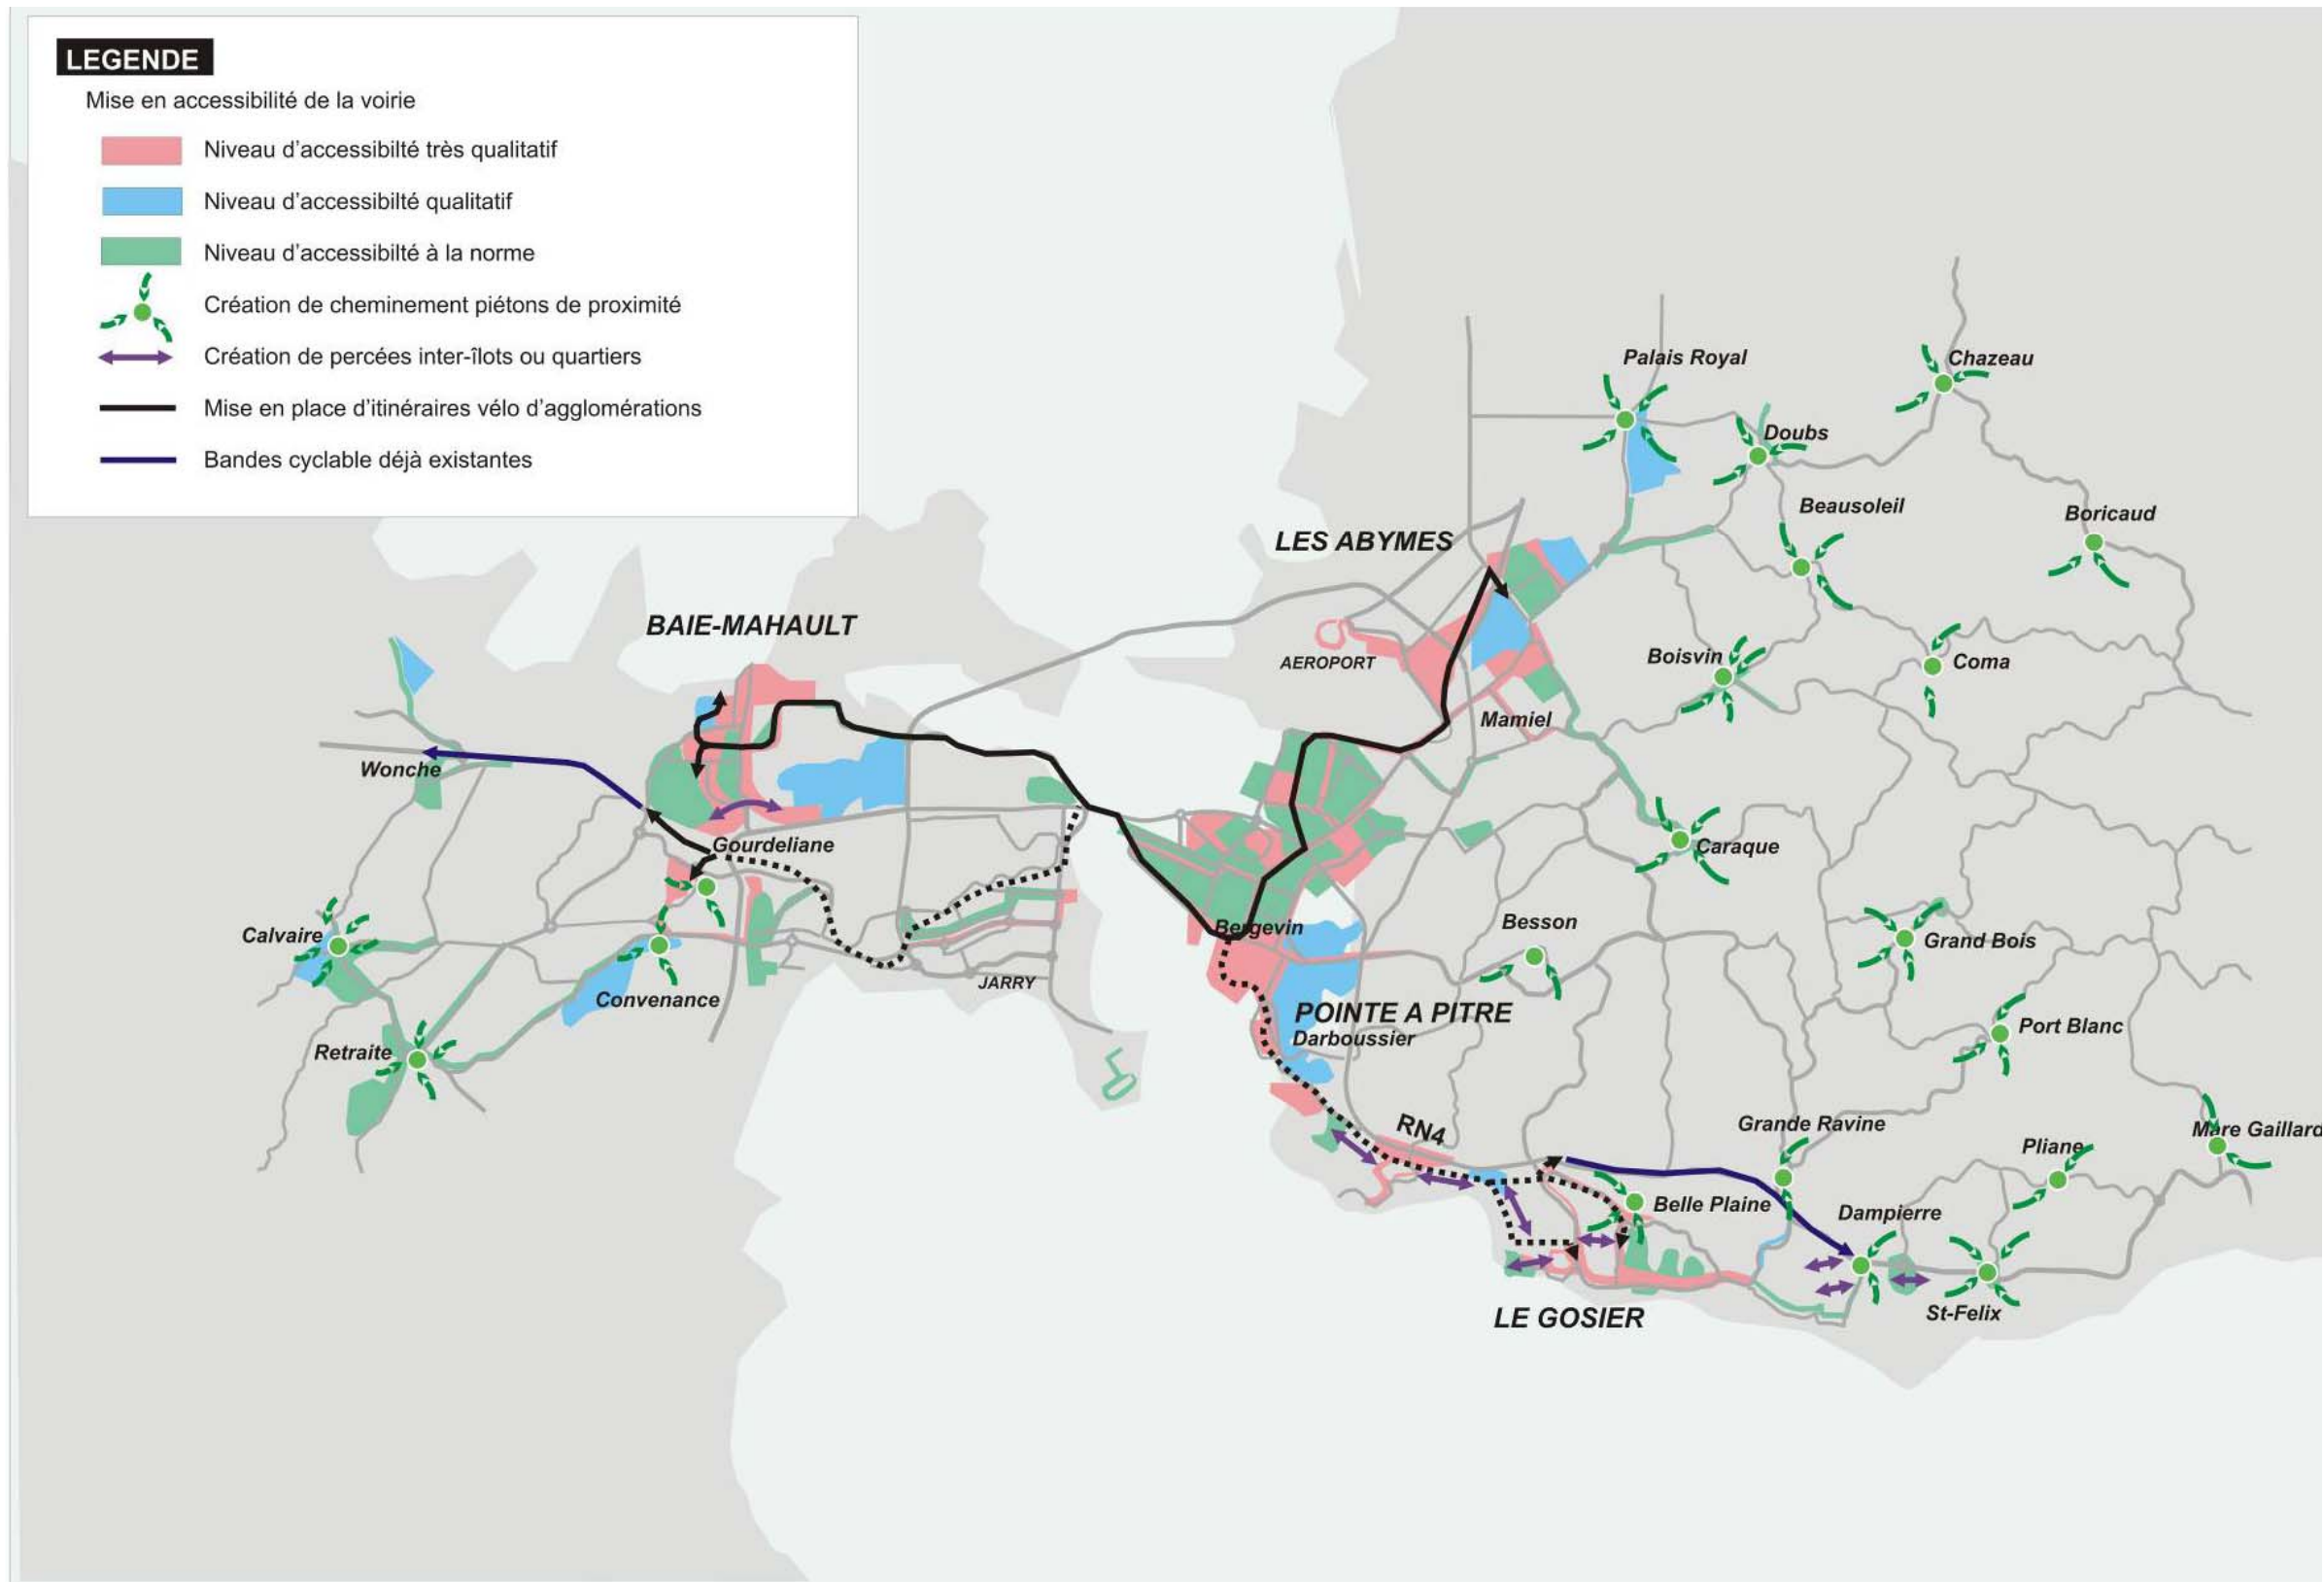 LEGENDE
Mise en accessibilité de la voirie
Niveau d'accessibilté très qualitatif
Niveau d'accessibilté qualitatif
Niveau d'accessibilté à la norme
Création de cheminement piétons de proximité
Création de percées inter-îlots ou quartiers
Mise en place d'itinéraires vélo d'agglomérations
Bandes cyclable déjà existantes
Palais Royal
Chazeau
Doubs
Beausoleil
Boricaud
LES ABYMES
BAIE-MAHAULT
AEROPORT
Boisvin
Coma
Mamiel
Wonche
Gourdeliane
Caraque
Calvaire
Bergevin
Besson
Grand Bois
JARRY
Convenance
POINTE A PITRE
Darboussier
Port Blanc
Retraite
RN4
Grande Ravine
Mare Gaillard
Pliane
Belle Plaine
Dampierre
LE GOSIER
St-Felix